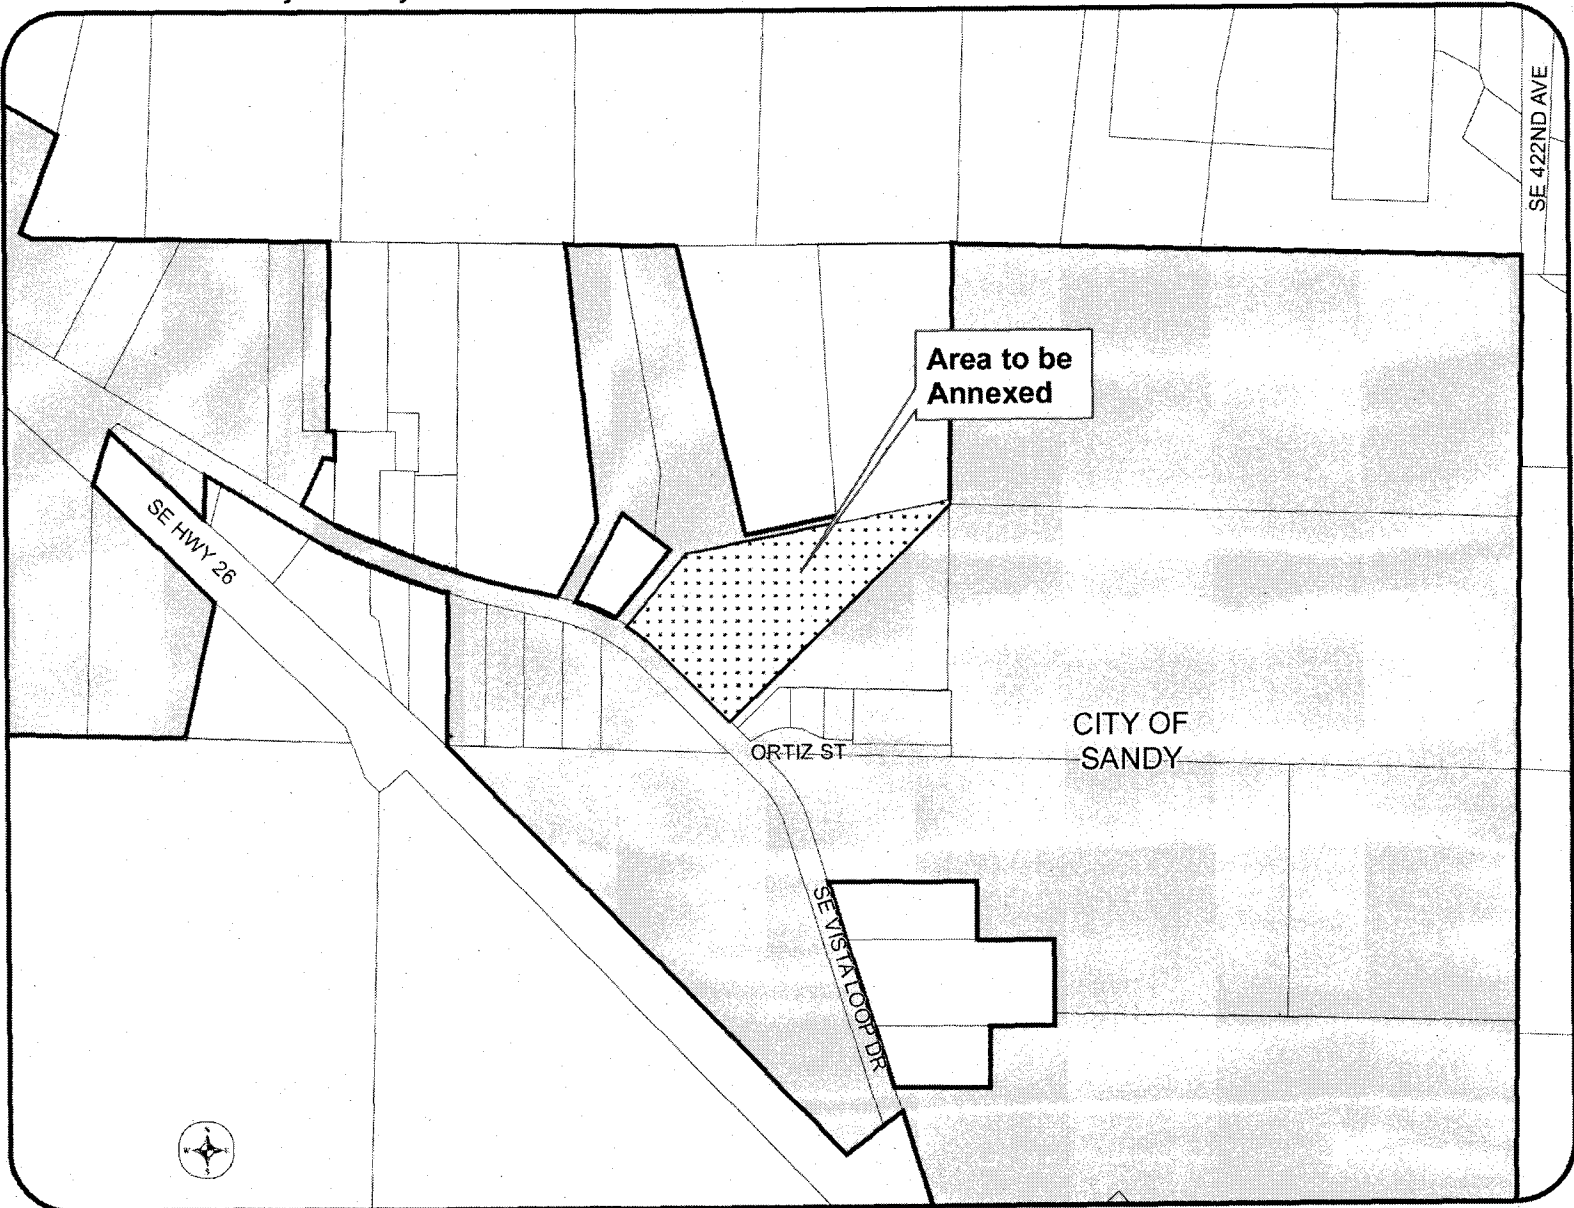 SE 422ND AVE
Area to be
Annexed
SE HWY 26
CITY OF
SANDY
ORTIZ ST
SE VISTA LOOP DR